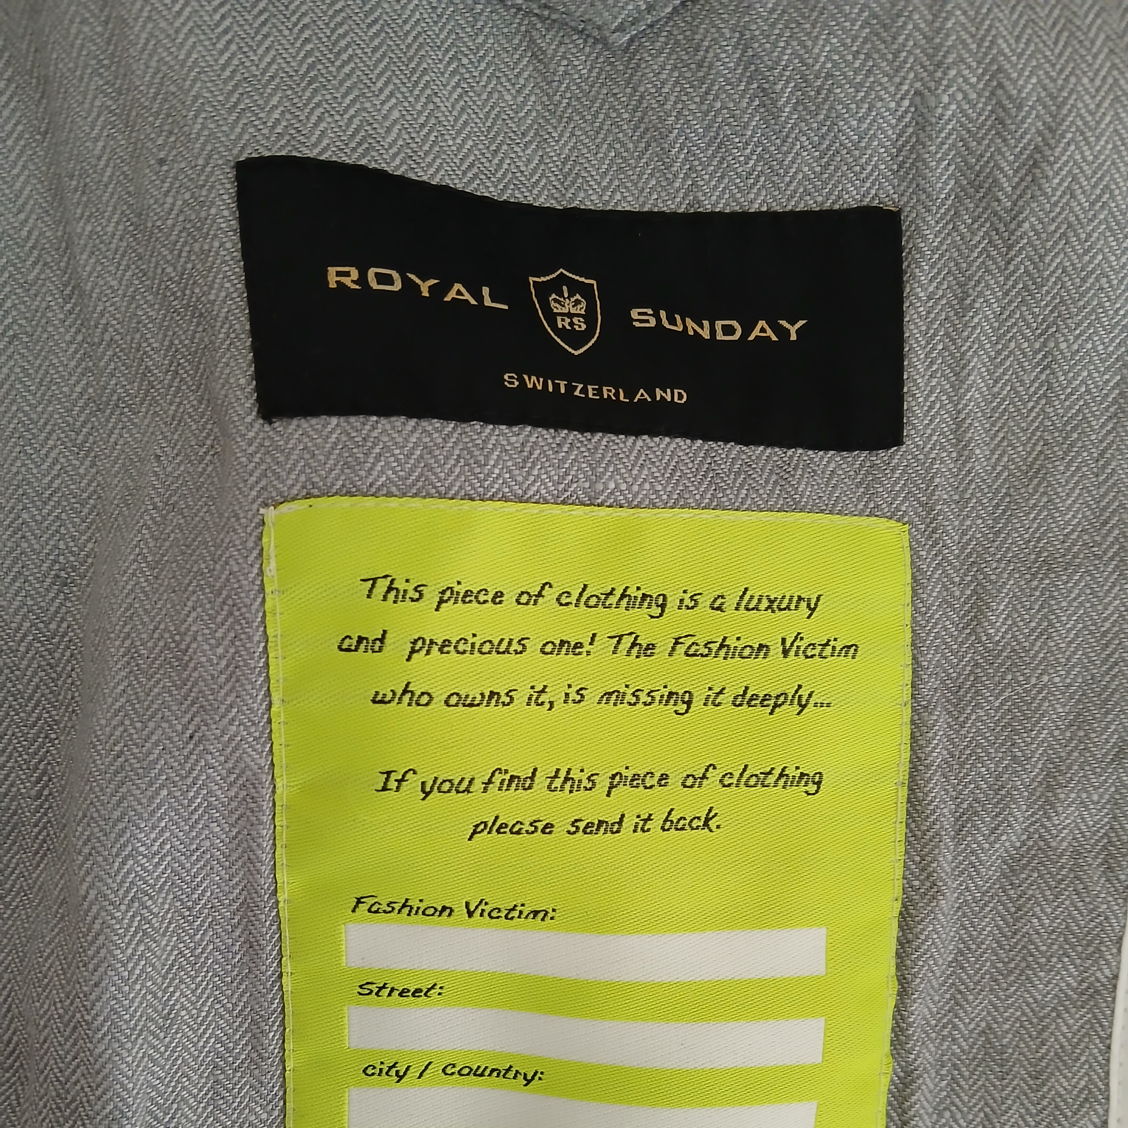 ROYAL RS SUNDAY
SWITZERLAND
This piece of clothing is a luxury
and precious one! The Fashion Victim
who owns it, is missing it deeply...
If you find this piece of clothing
please send it back.
Fashion Victim:
Street:
City / Country: